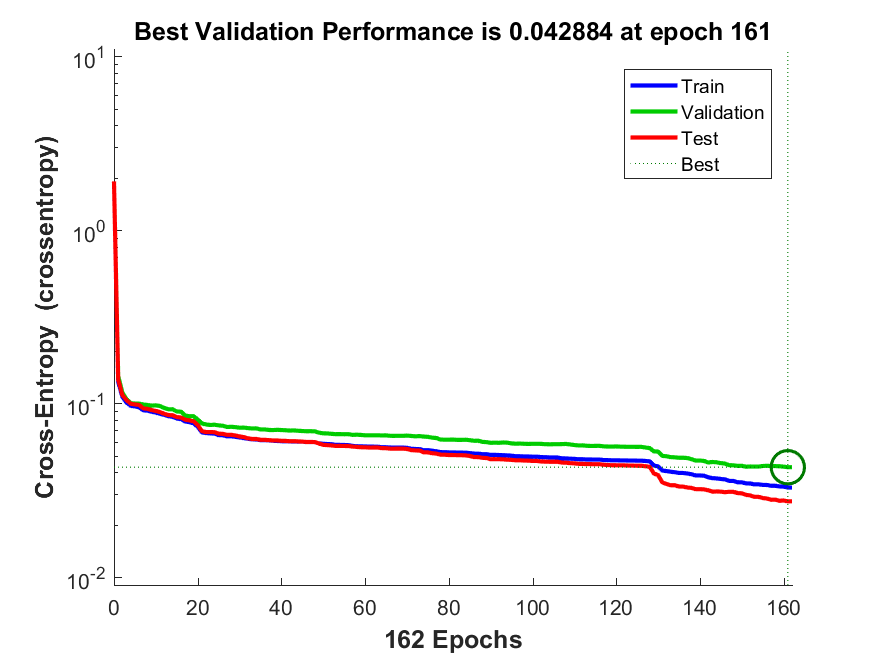 Best Validation Performance is 0.042884 at epoch 161
10^1
10^0
10^-1
10^-2
Cross-Entropy (crossentropy)
Train
Validation
Test
Best
0 20 40 60 80 100 120 140 160
162 Epochs